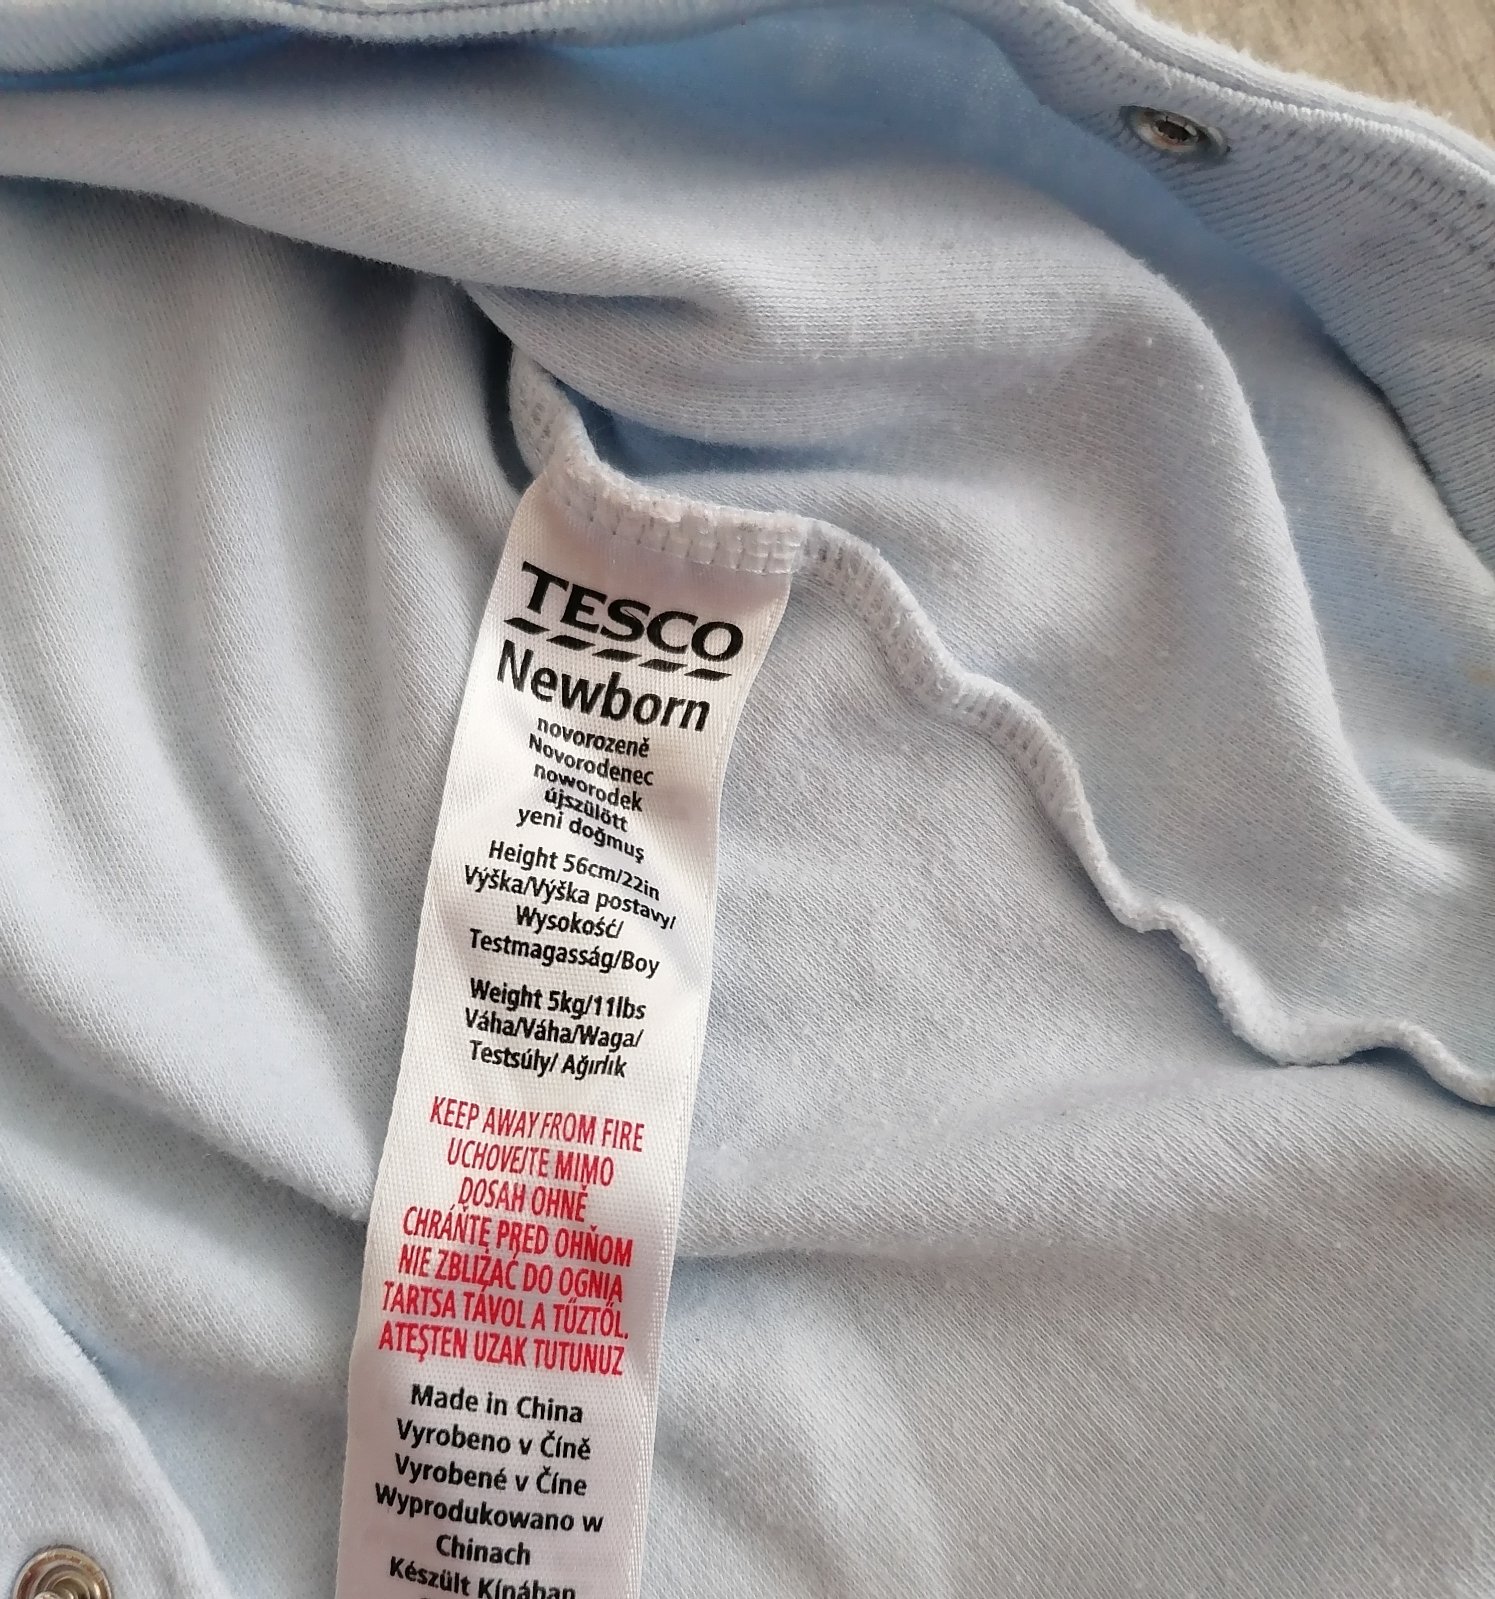 TESCO
Newborn
novorozeně
Novorodenec
noworodek
újszülött
yeni doğmuş
Height 56cm/22in
Výška/Výška postavy/
Wysokość/
Testmagasság/Boy
Weight 5kg/11lbs
Váha/Váha/Waga/
Testsúly/ Ağırlık
KEEP AWAY FROM FIRE
UCHOVEJTE MIMO
DOSAH OHNĚ
CHRÁŇTE PRED OHŇOM
NIE ZBLIŻAĆ DO OGNIA
TARTSA TÁVOL A TŰZTŐL.
ATEŞTEN UZAK TUTUNUZ
Made in China
Vyrobeno v Číně
Vyrobené v Číne
Wyprodukowano w
Chinach
Készült Kínában